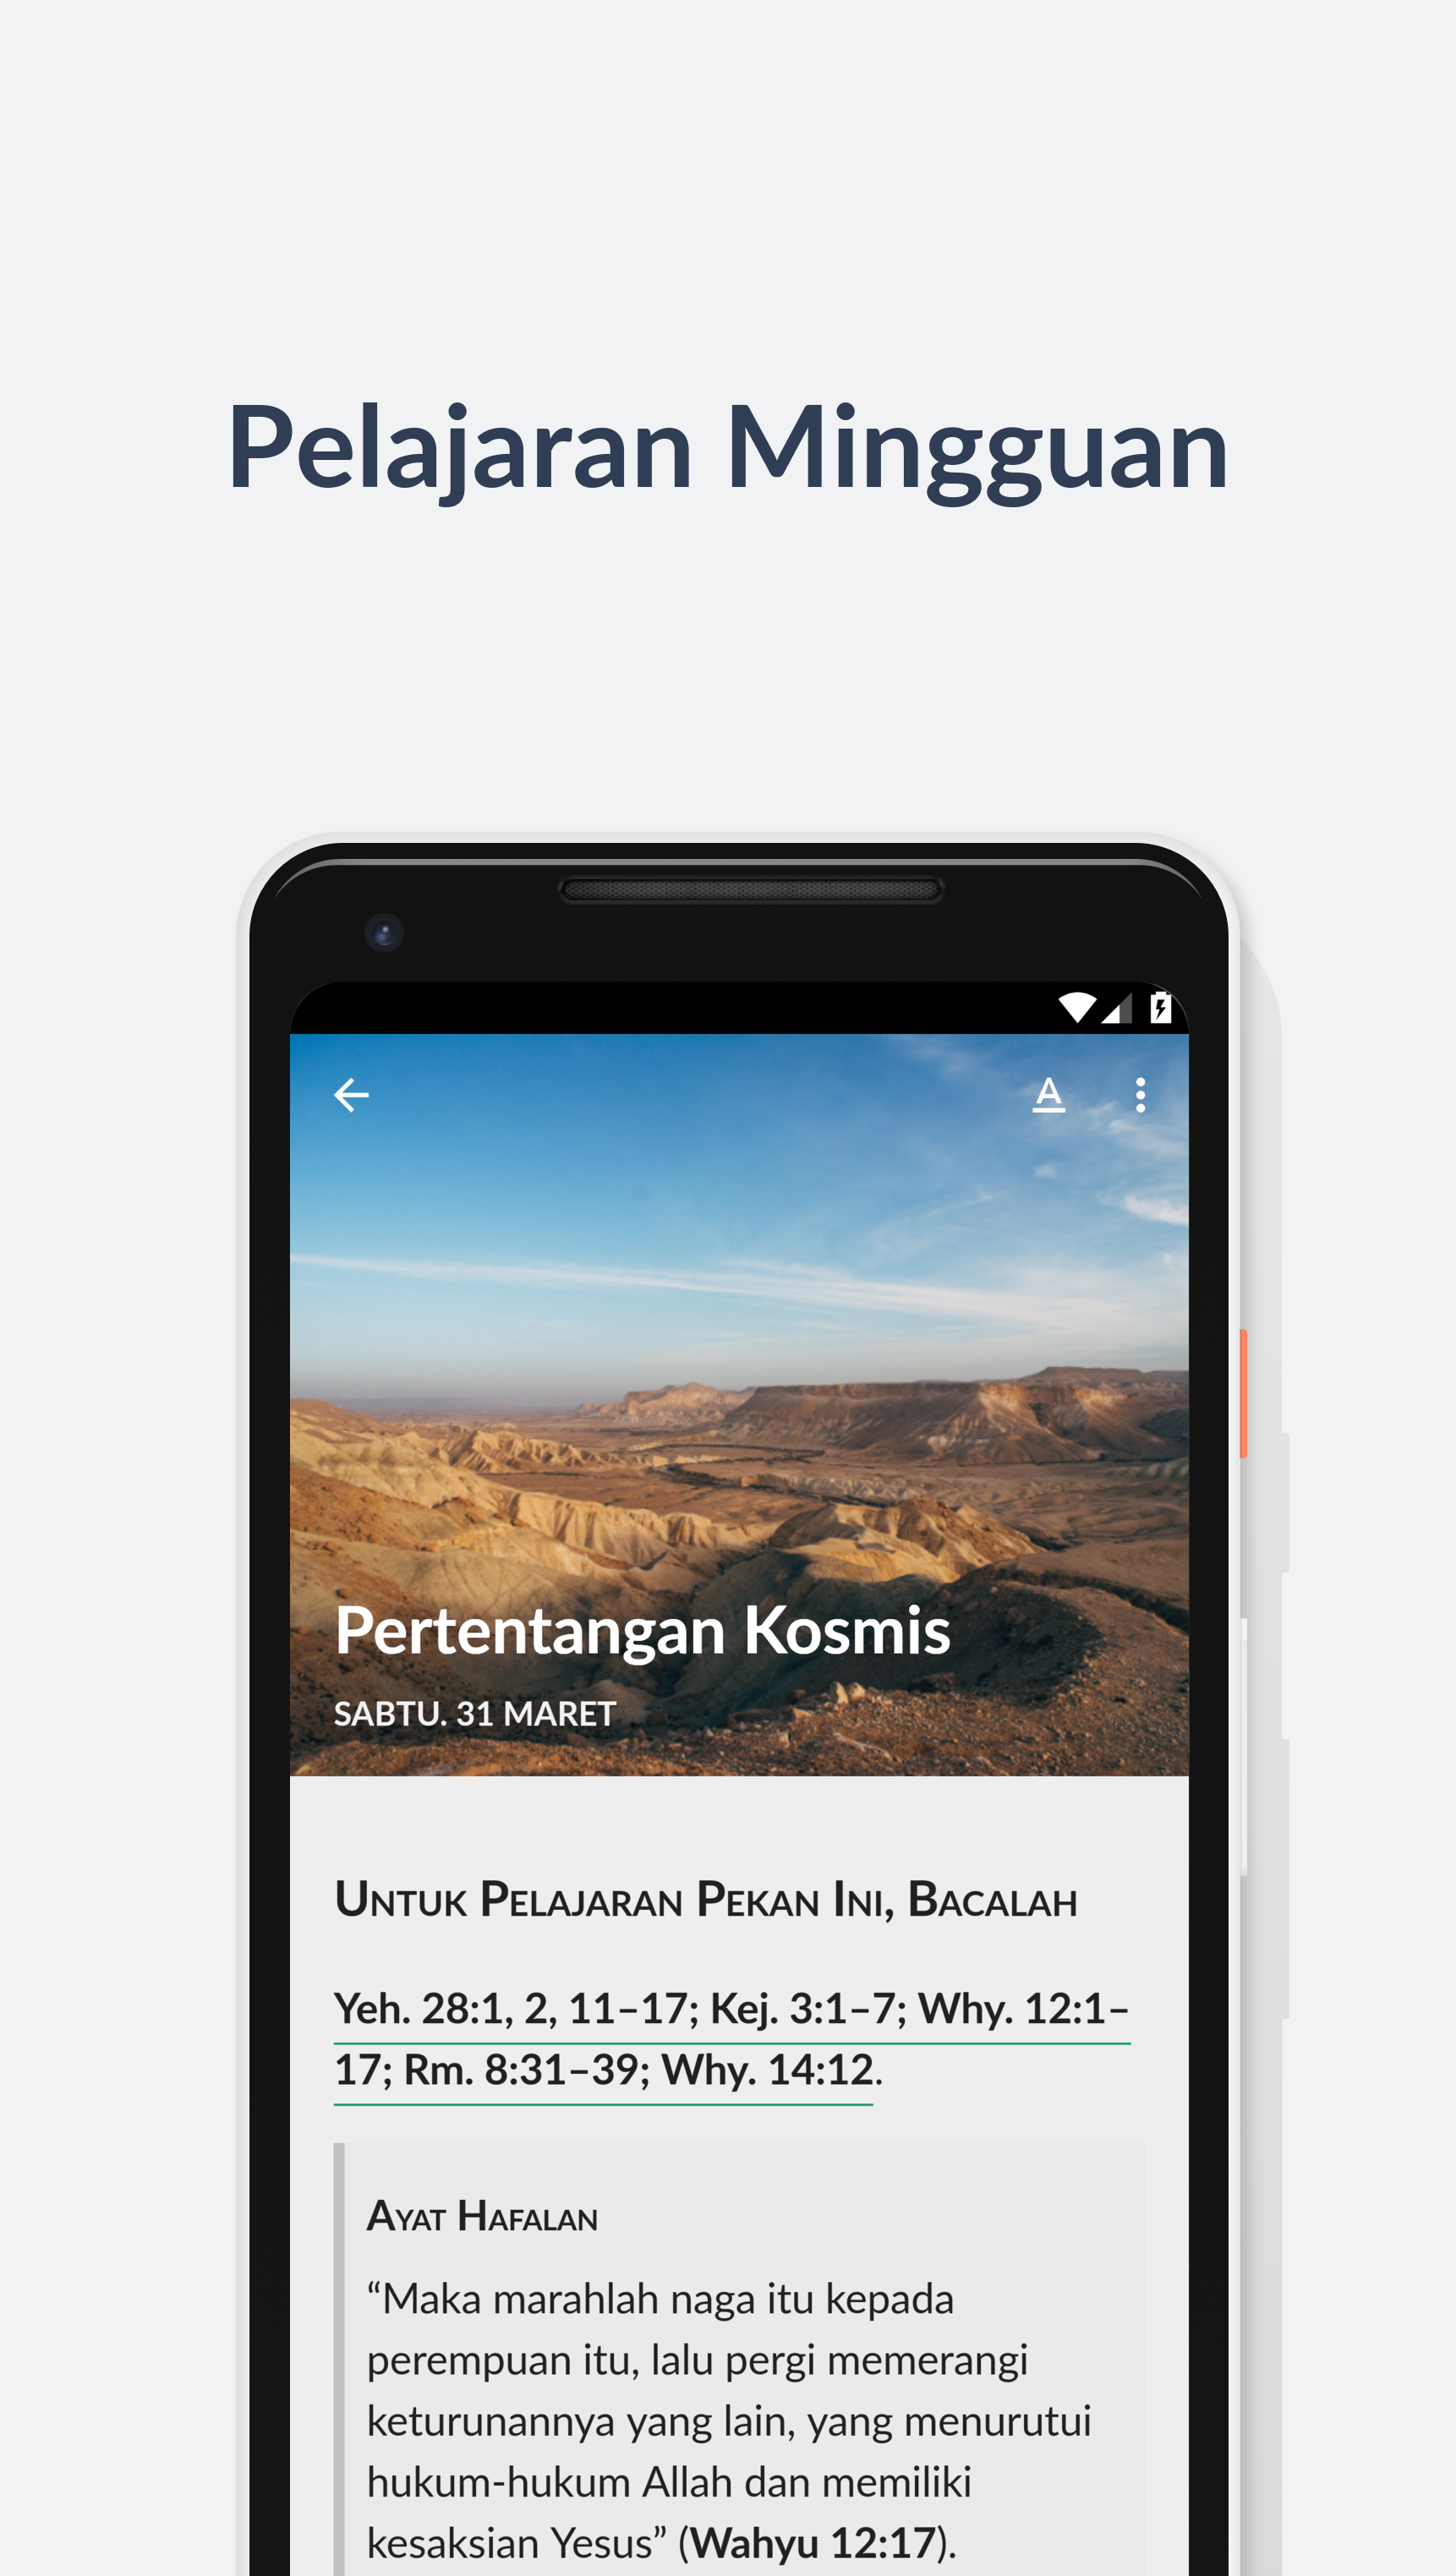 Pelajaran Mingguan
A
Pertentangan Kosmis
SABTU. 31 MARET
Untuk Pelajaran Pekan Ini, Bacalah
Yeh. 28:1, 2, 11–17; Kej. 3:1–7; Why. 12:1–
17; Rm. 8:31–39; Why. 14:12.
Ayat Hafalan
“Maka marahlah naga itu kepada
perempuan itu, lalu pergi memerangi
keturunannya yang lain, yang menurutui
hukum-hukum Allah dan memiliki
kesaksian Yesus” (Wahyu 12:17).